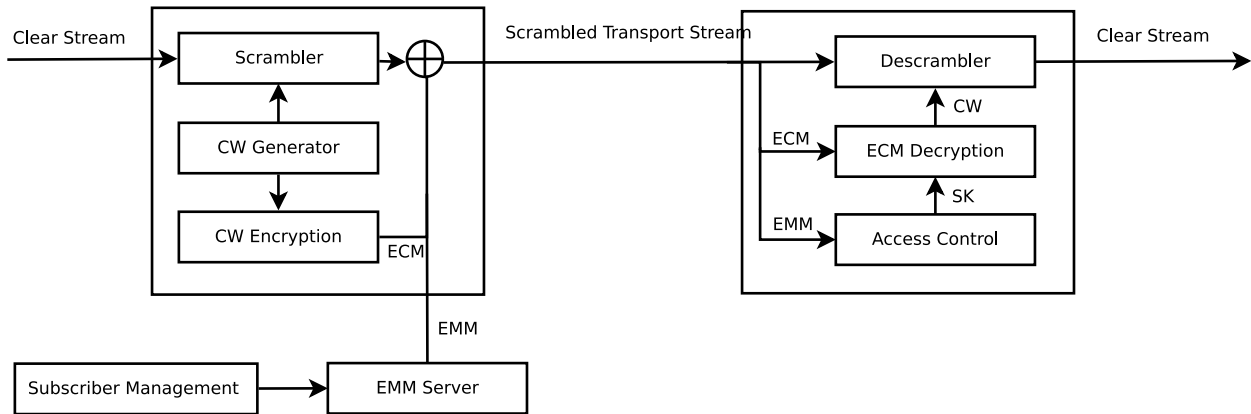 Clear Stream
Scrambler
CW Generator
CW Encryption
ECM
EMM
Subscriber Management
EMM Server
Scrambled Transport Stream
Descrambler
CW
ECM
ECM Decryption
SK
EMM
Access Control
Clear Stream